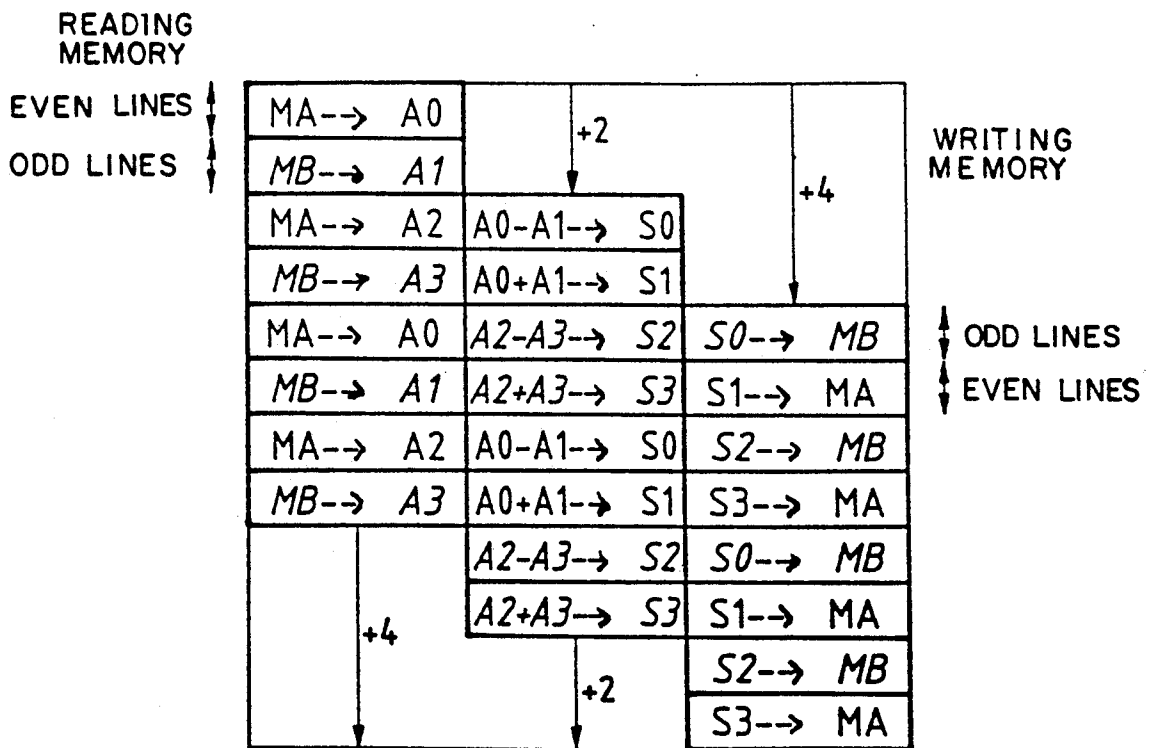 READING
MEMORY
EVEN LINES MA--→ A0
+2
ODD LINES MB--→ A1
WRITING
MEMORY
+4
MA--→ A2 A0-A1--→ S0
MB--→ A3 A0+A1--→ S1
MA--→ A0 A2-A3--→ S2 S0--→ MB ODD LINES
MB--→ A1 A2+A3--→ S3 S1--→ MA EVEN LINES
MA--→ A2 A0-A1--→ S0 S2--→ MB
MB--→ A3 A0+A1--→ S1 S3--→ MA
A2-A3--→ S2 S0--→ MB
A2+A3--→ S3 S1--→ MA
+4
S2--→ MB
+2
S3--→ MA